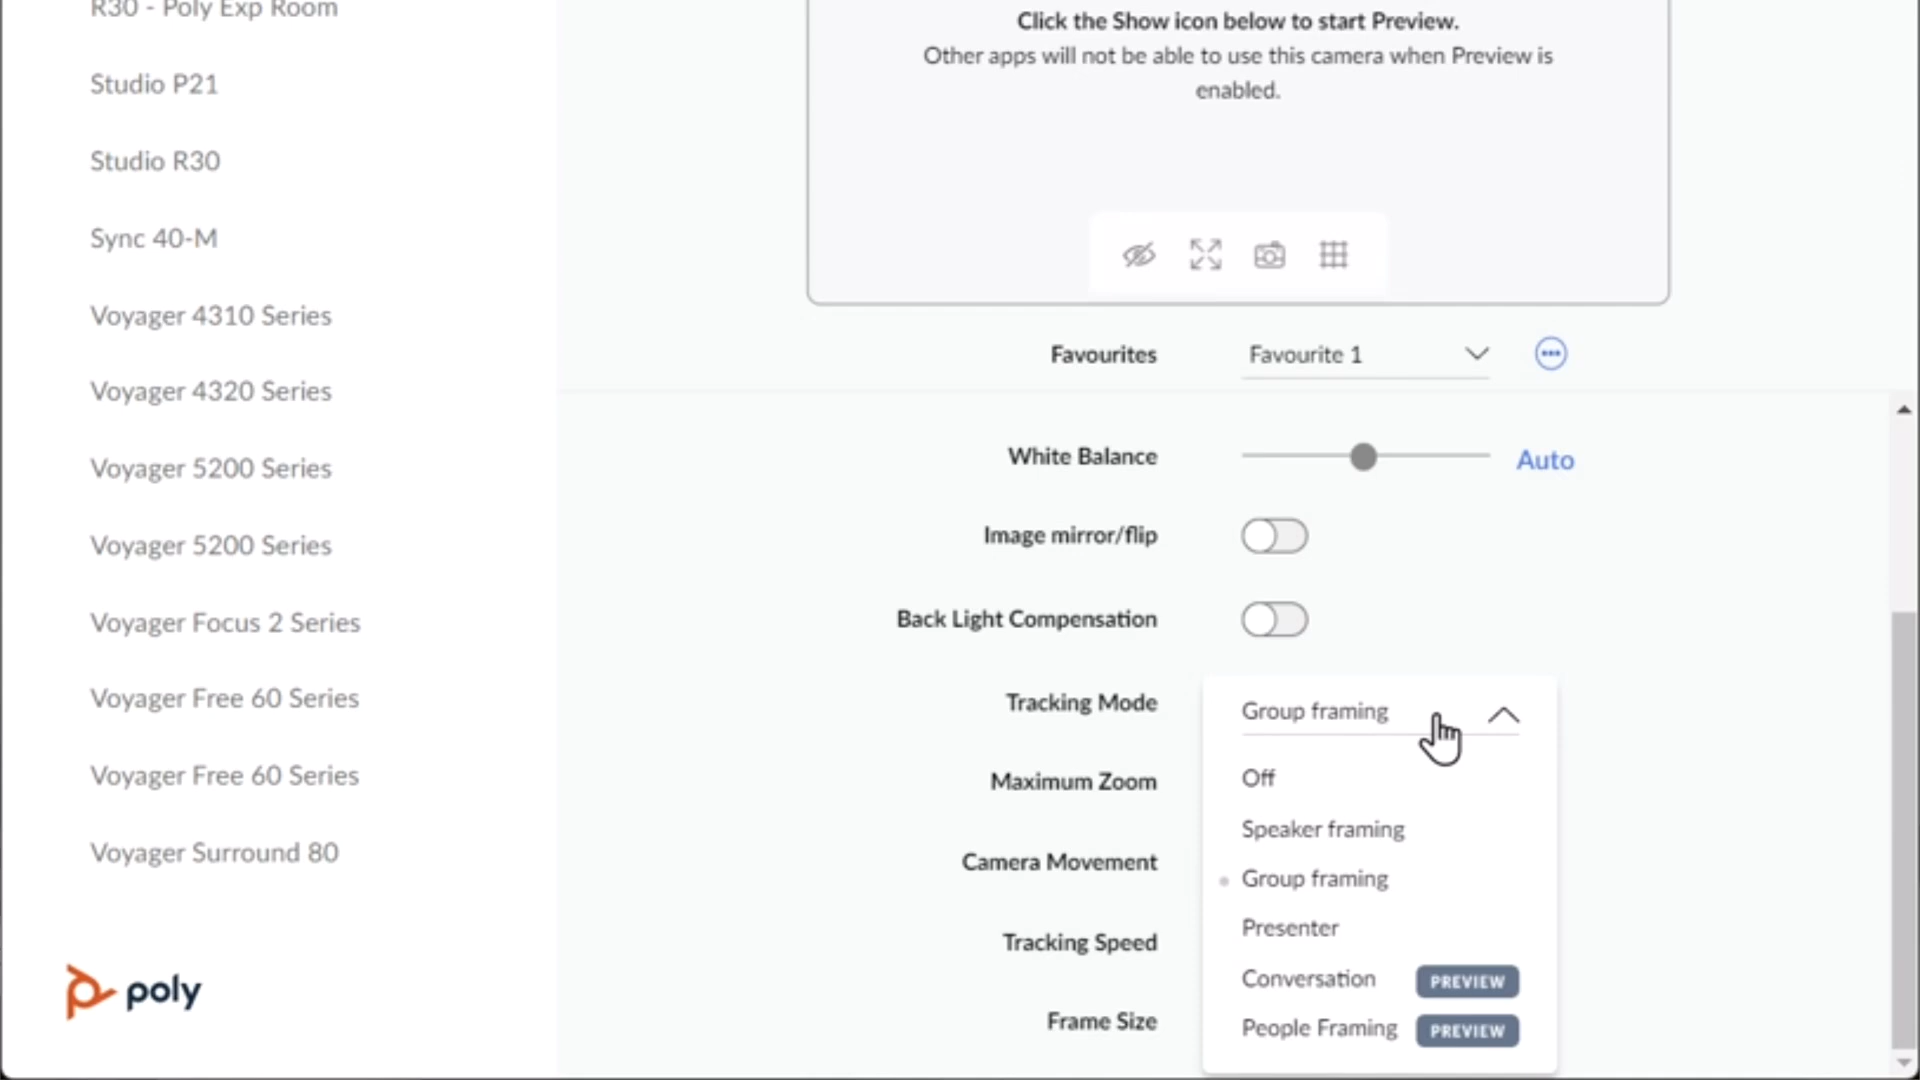 R30 - Poly Exp Room
Studio P21
Studio R30
Sync 40-M
Voyager 4310 Series
Voyager 4320 Series
Voyager 5200 Series
Voyager 5200 Series
Voyager Focus 2 Series
Voyager Free 60 Series
Voyager Free 60 Series
Voyager Surround 80
poly
Click the Show icon below to start Preview.
Other apps will not be able to use this camera when Preview is
enabled.
Favourites Favourite 1
White Balance Auto
Image mirror/flip
Back Light Compensation
Tracking Mode Group framing
Maximum Zoom
Camera Movement
Tracking Speed
Frame Size
Off
Speaker framing
Group framing
Presenter
Conversation PREVIEW
People Framing PREVIEW